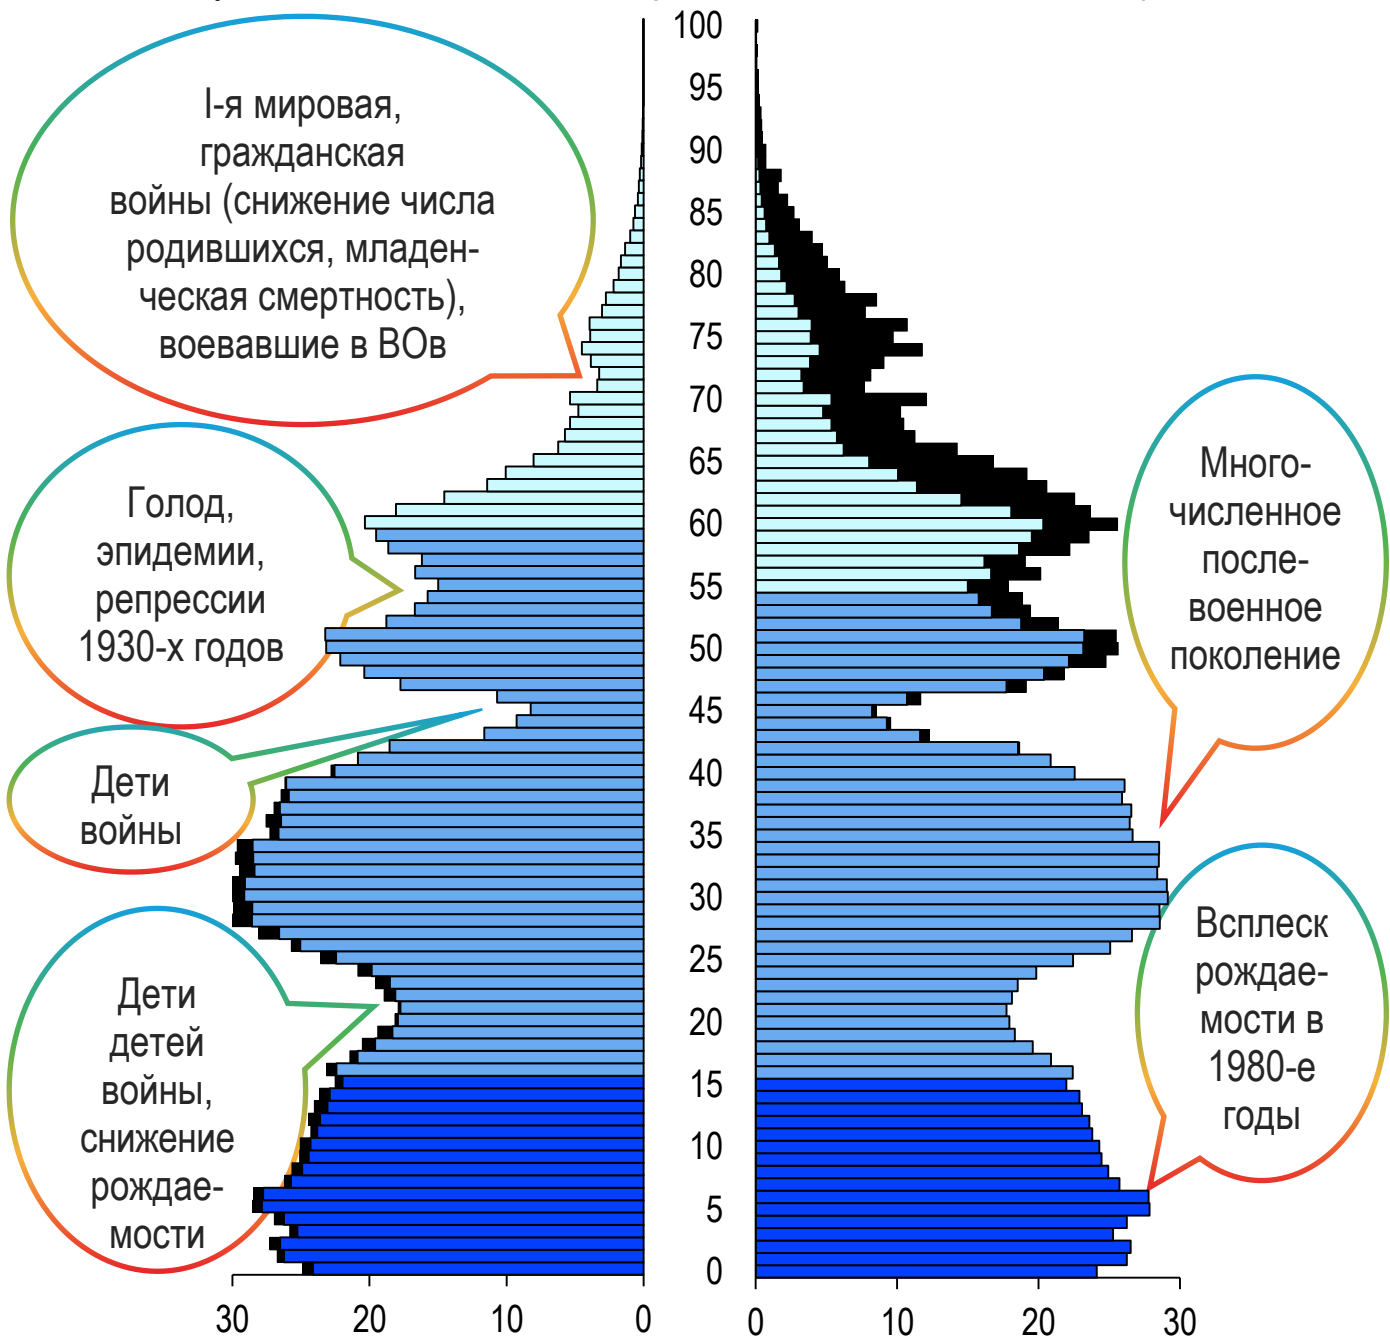 I-я мировая,
гражданская
войны (снижение числа
родившихся, младен-
ческая смертность),
воевавшие в ВОв
Голод,
эпидемии,
репрессии
1930-х годов
Дети
войны
Дети
детей
войны,
снижение
рождае-
мости
100
95
90
85
80
75
70
65
60
55
50
45
40
35
30
25
20
15
10
5
0
Много-
численное
после-
военное
поколение
Всплеск
рождае-
мости в
1980-е
годы
30 20 10 0
0 10 20 30